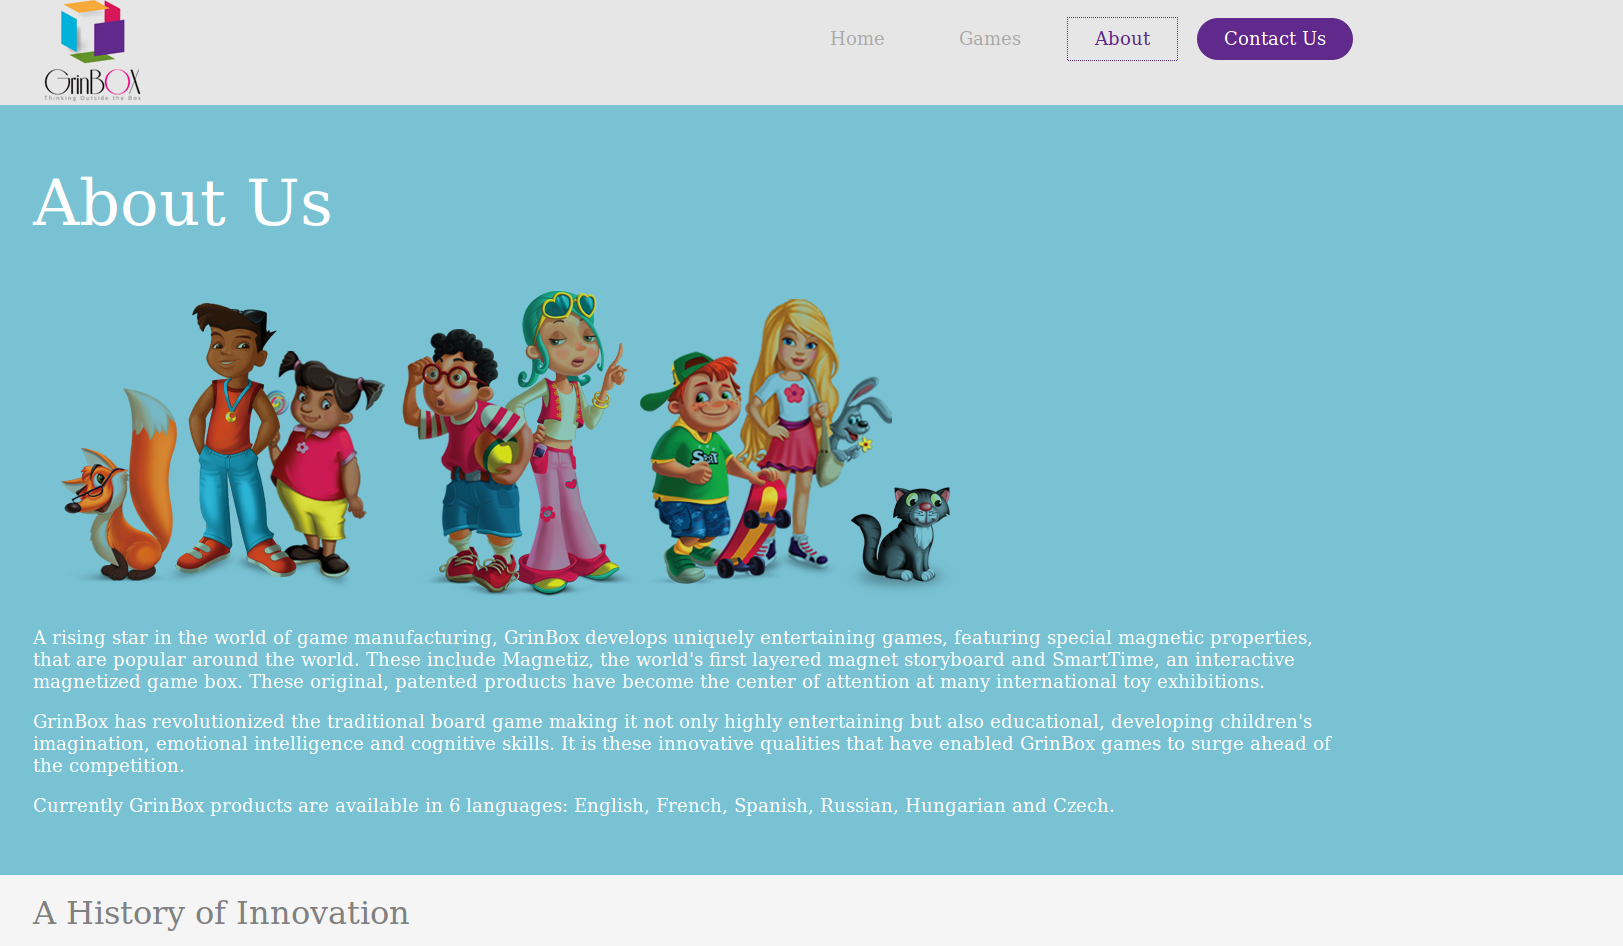 GrinBOX
Thinking Outside the Box
Home
Games
About
Contact Us
About Us
A rising star in the world of game manufacturing, GrinBox develops uniquely entertaining games, featuring special magnetic properties,
that are popular around the world. These include Magnetiz, the world's first layered magnet storyboard and SmartTime, an interactive
magnetized game box. These original, patented products have become the center of attention at many international toy exhibitions.
GrinBox has revolutionized the traditional board game making it not only highly entertaining but also educational, developing children's
imagination, emotional intelligence and cognitive skills. It is these innovative qualities that have enabled GrinBox games to surge ahead of
the competition.
Currently GrinBox products are available in 6 languages: English, French, Spanish, Russian, Hungarian and Czech.
A History of Innovation